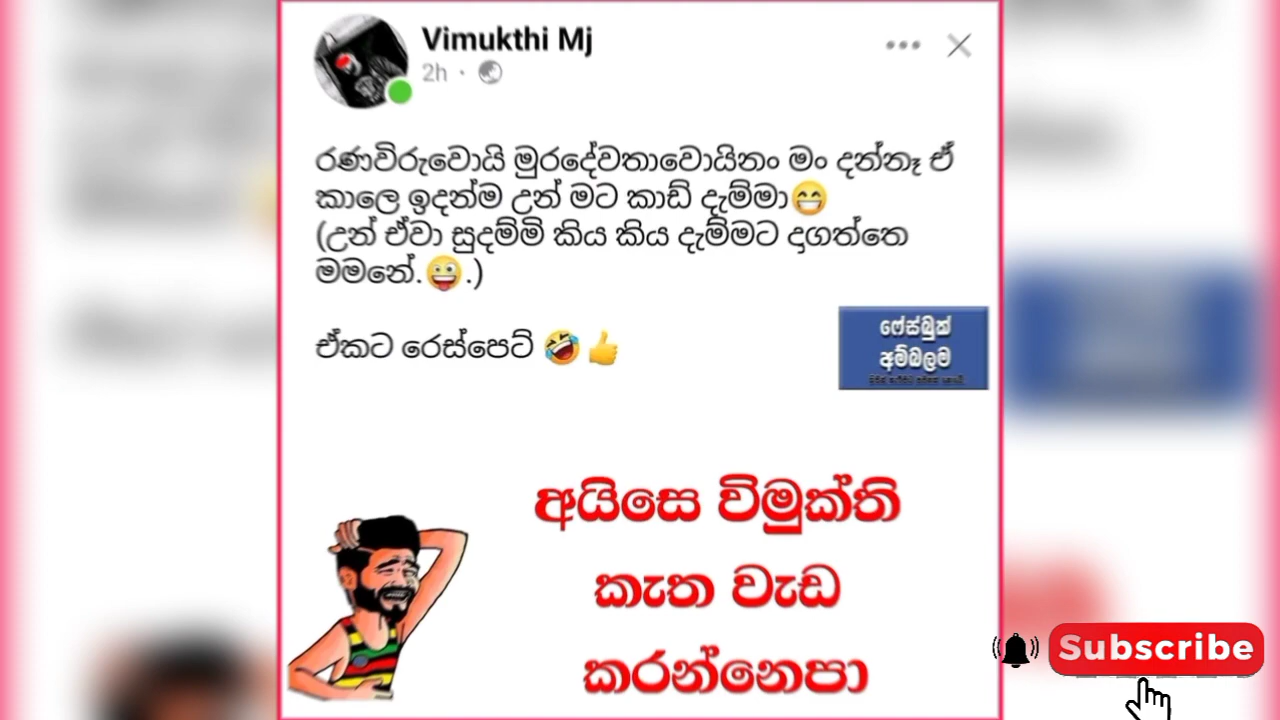 Vimukthi Mj
2h ·
රණවිරුවොයි මුරදේවතාවොයිනං මං දන්නෑ ඒ
කාලෙ ඉදන්ම උන් මට කාඩ් දැම්මා😁
(උන් ඒවා සුදම්මි කිය කිය දැම්මට දාගත්තෙ
මමනේ.🤪.)
ඒකට රෙස්පෙට් 🤣👍
ෆේස්බුක්
අම්බලම
අයිසෙ විමුක්ති
කැත වැඩ
කරන්නෙපා
Subscribe